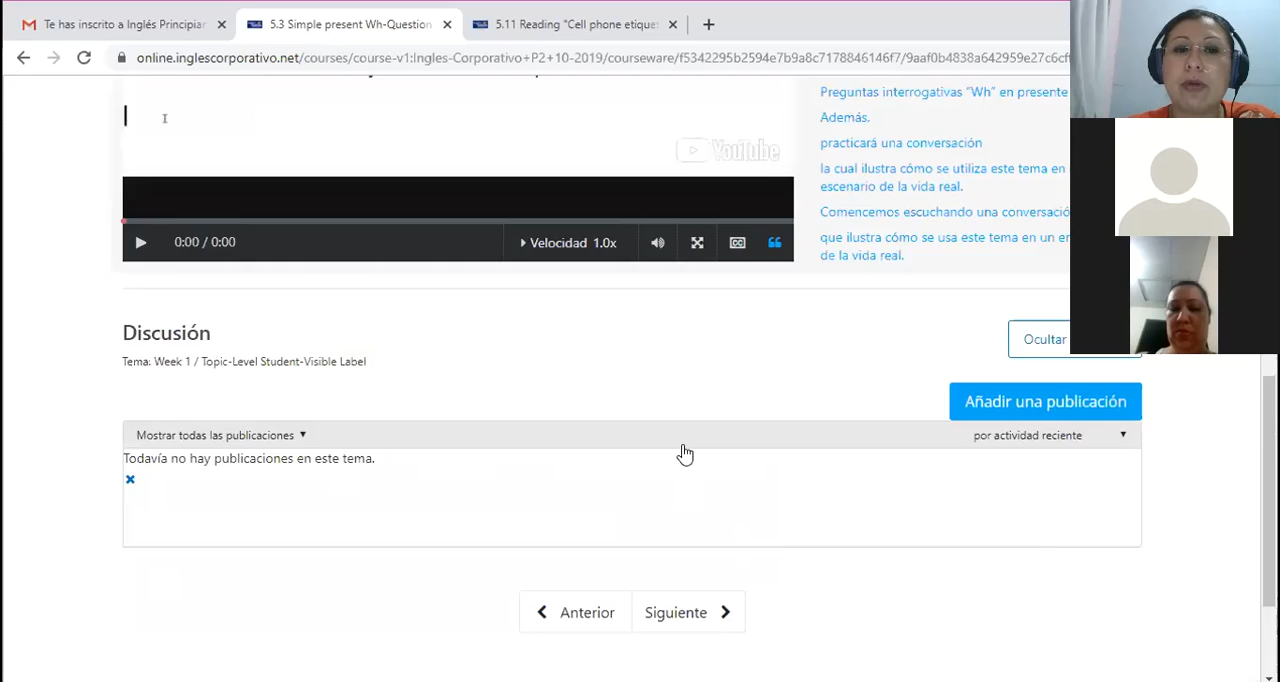 Te has inscrito a Inglés Principiar
5.3 Simple present Wh-Question
5.11 Reading "Cell phone etique
online.inglescorporativo.net/courses/course-v1:Ingles-Corporativo+P2+10-2019/courseware/f5342295b2594e7b9a8c7178846146f7/9aaf0b4838a642959e27c6cf
YouTube
0:00 / 0:00
Velocidad 1.0x
CC
Preguntas interrogativas "Wh" en presente
Además,
practicará una conversación
la cual ilustra cómo se utiliza este tema en
escenario de la vida real.
Comencemos escuchando una conversació
que ilustra cómo se usa este tema en un e
de la vida real.
Discusión
Tema: Week 1 / Topic-Level Student-Visible Label
Ocultar
Añadir una publicación
Mostrar todas las publicaciones
por actividad reciente
Todavía no hay publicaciones en este tema.
Anterior
Siguiente